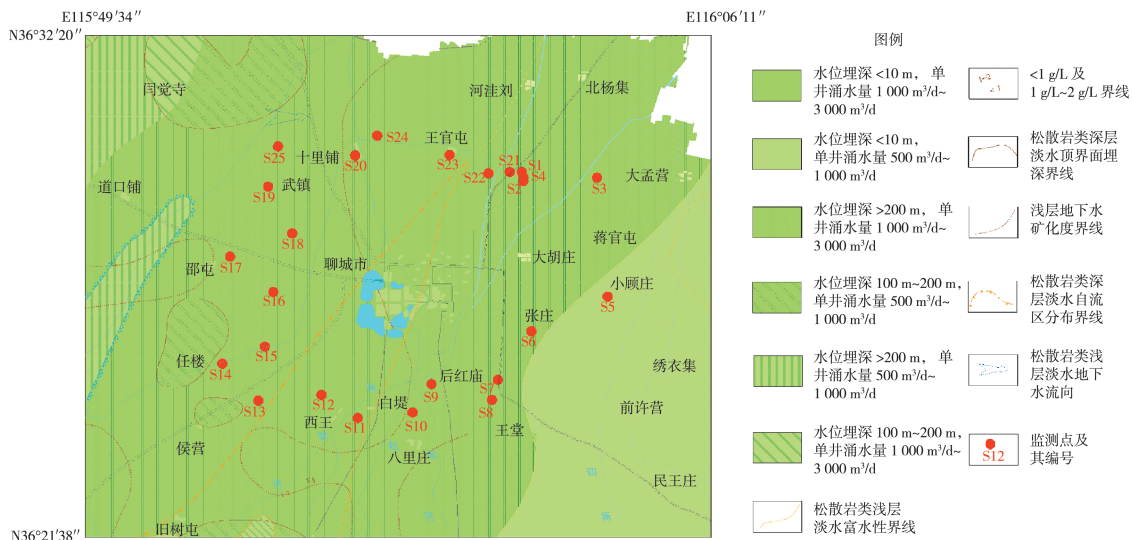 E115°49′34″
E116°06′11″
N36°32′20″
N36°21′38″
闫觉寺
河洼刘
北杨集
S24
王官屯
S25
十里铺
S20
S23
S22
S21
S1
S4
S2
S3
大孟营
道口铺
S19
武镇
S18
蒋官屯
大胡庄
邵屯
S17
聊城市
小顾庄
S16
S5
张庄
S6
S15
任楼
S14
后红庙
S7
绣衣集
S9
S12
S13
白堤
S8
前许营
西王
S11
S10
王堂
侯营
八里庄
民王庄
旧树屯
图例
水位埋深<10 m，单
井涌水量 1 000 m³/d~
3 000 m³/d
水位埋深<10 m，
单井涌水量 500 m³/d~
1 000 m³/d
水位埋深>200 m，单
井涌水量 1 000 m³/d~
3 000 m³/d
水位埋深 100 m~200 m，
单井涌水量 500 m³/d~
1 000 m³/d
水位埋深>200 m，单
井涌水量 500 m³/d~
1 000 m³/d
水位埋深 100 m~200 m，
单井涌水量 1 000 m³/d~
3 000 m³/d
松散岩类浅层
淡水富水性界线
<1 g/L 及
1 g/L~2 g/L 界线
松散岩类深层
淡水顶界面埋
深界线
浅层地下水
矿化度界线
松散岩类深
层淡水自流
区分布界线
松散岩类浅
层淡水地下
水流向
S12
监测点及
其编号